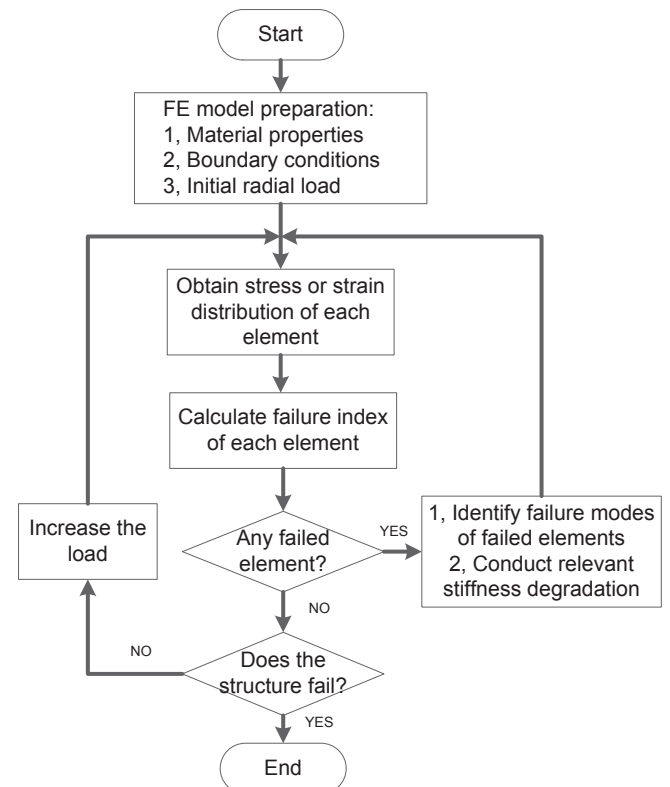 Start
FE model preparation:
1, Material properties
2, Boundary conditions
3, Initial radial load
Obtain stress or strain
distribution of each
element
Calculate failure index
of each element
Any failed
element?
YES
1, Identify failure modes
of failed elements
2, Conduct relevant
stiffness degradation
Increase the
load
NO
Does the
structure fail?
NO
YES
End